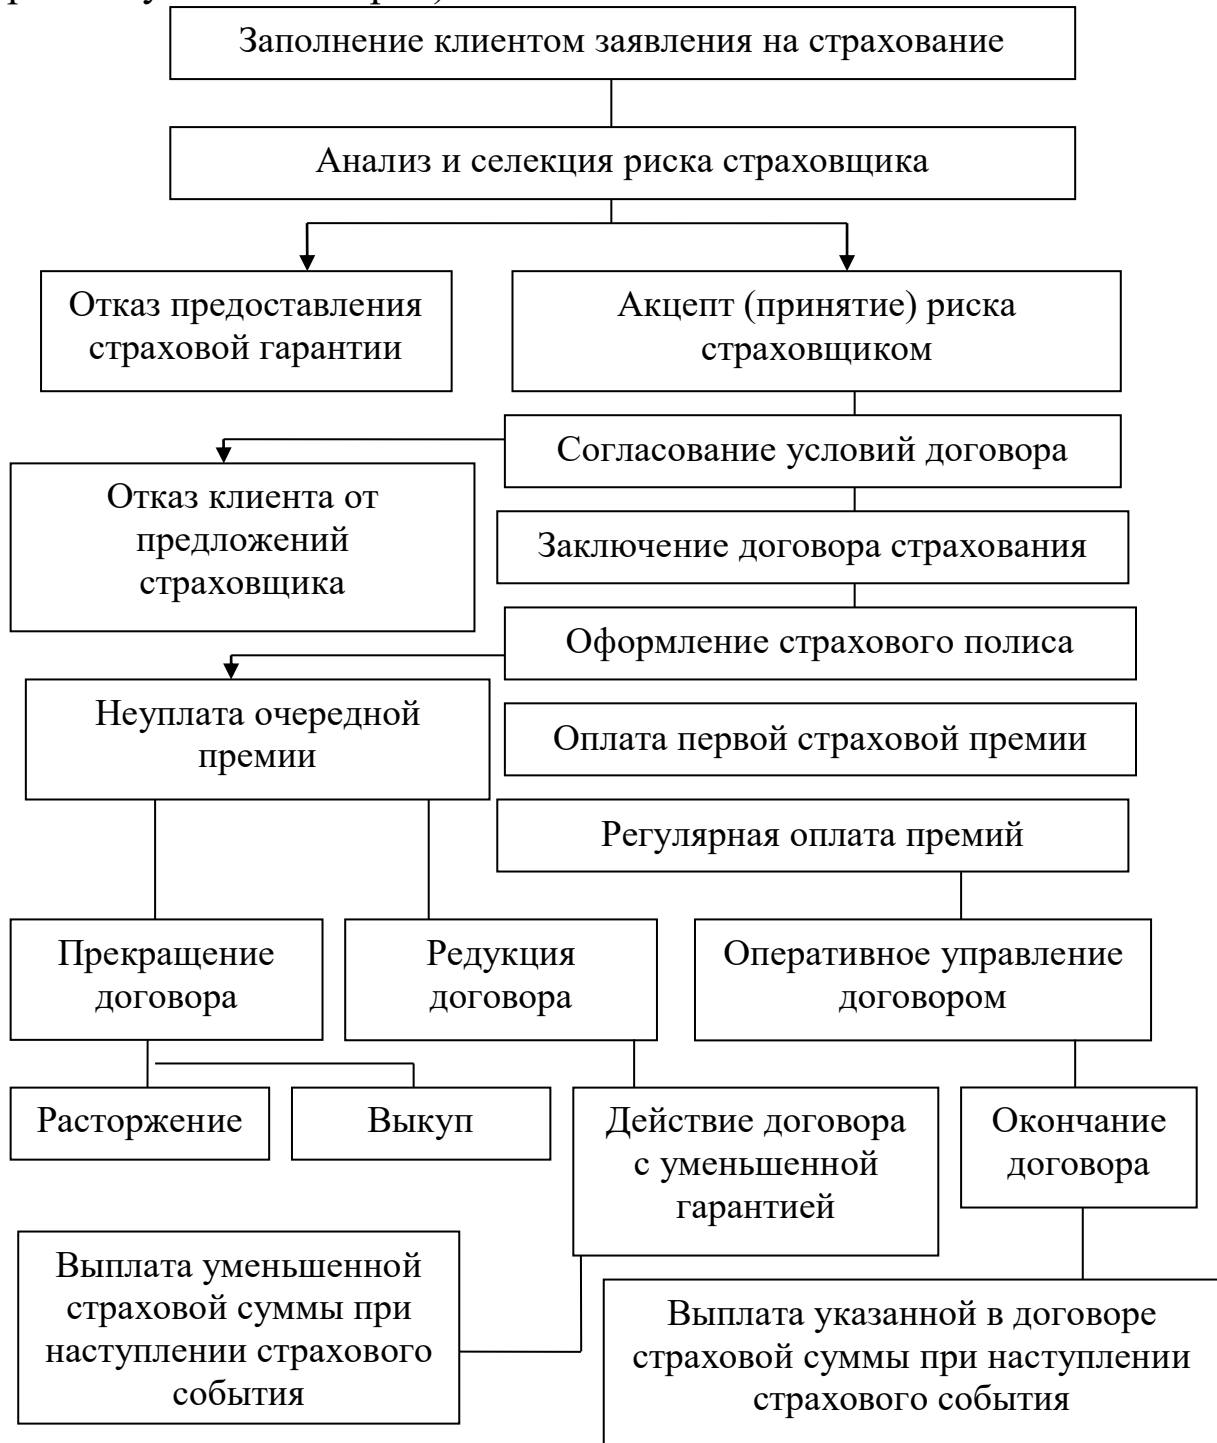 Заполнение клиентом заявления на страхование
Анализ и селекция риска страховщика
Отказ предоставления
страховой гарантии
Акцепт (принятие) риска
страховщиком
Согласование условий договора
Отказ клиента от
предложений
страховщика
Заключение договора страхования
Оформление страхового полиса
Неуплата очередной
премии
Оплата первой страховой премии
Регулярная оплата премий
Прекращение
договора
Редукция
договора
Оперативное управление
договором
Расторжение
Выкуп
Действие договора
с уменьшенной
гарантией
Окончание
договора
Выплата уменьшенной
страховой суммы при
наступлении страхового
события
Выплата указанной в договоре
страховой суммы при наступлении
страхового события